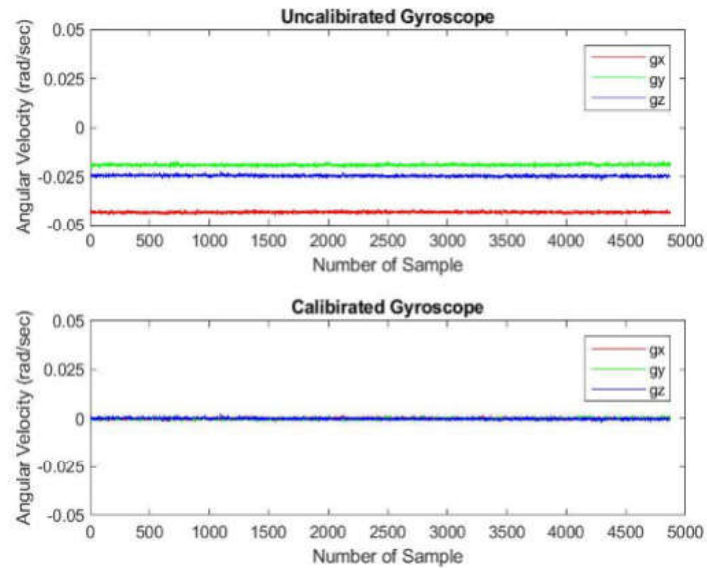 Uncalibirated Gyroscope
Angular Velocity (rad/sec)
0.05
0.025
0
-0.025
-0.05
gx
gy
gz
0 500 1000 1500 2000 2500 3000 3500 4000 4500 5000
Number of Sample
Calibirated Gyroscope
Angular Velocity (rad/sec)
0.05
0.025
0
-0.025
-0.05
gx
gy
gz
0 500 1000 1500 2000 2500 3000 3500 4000 4500 5000
Number of Sample